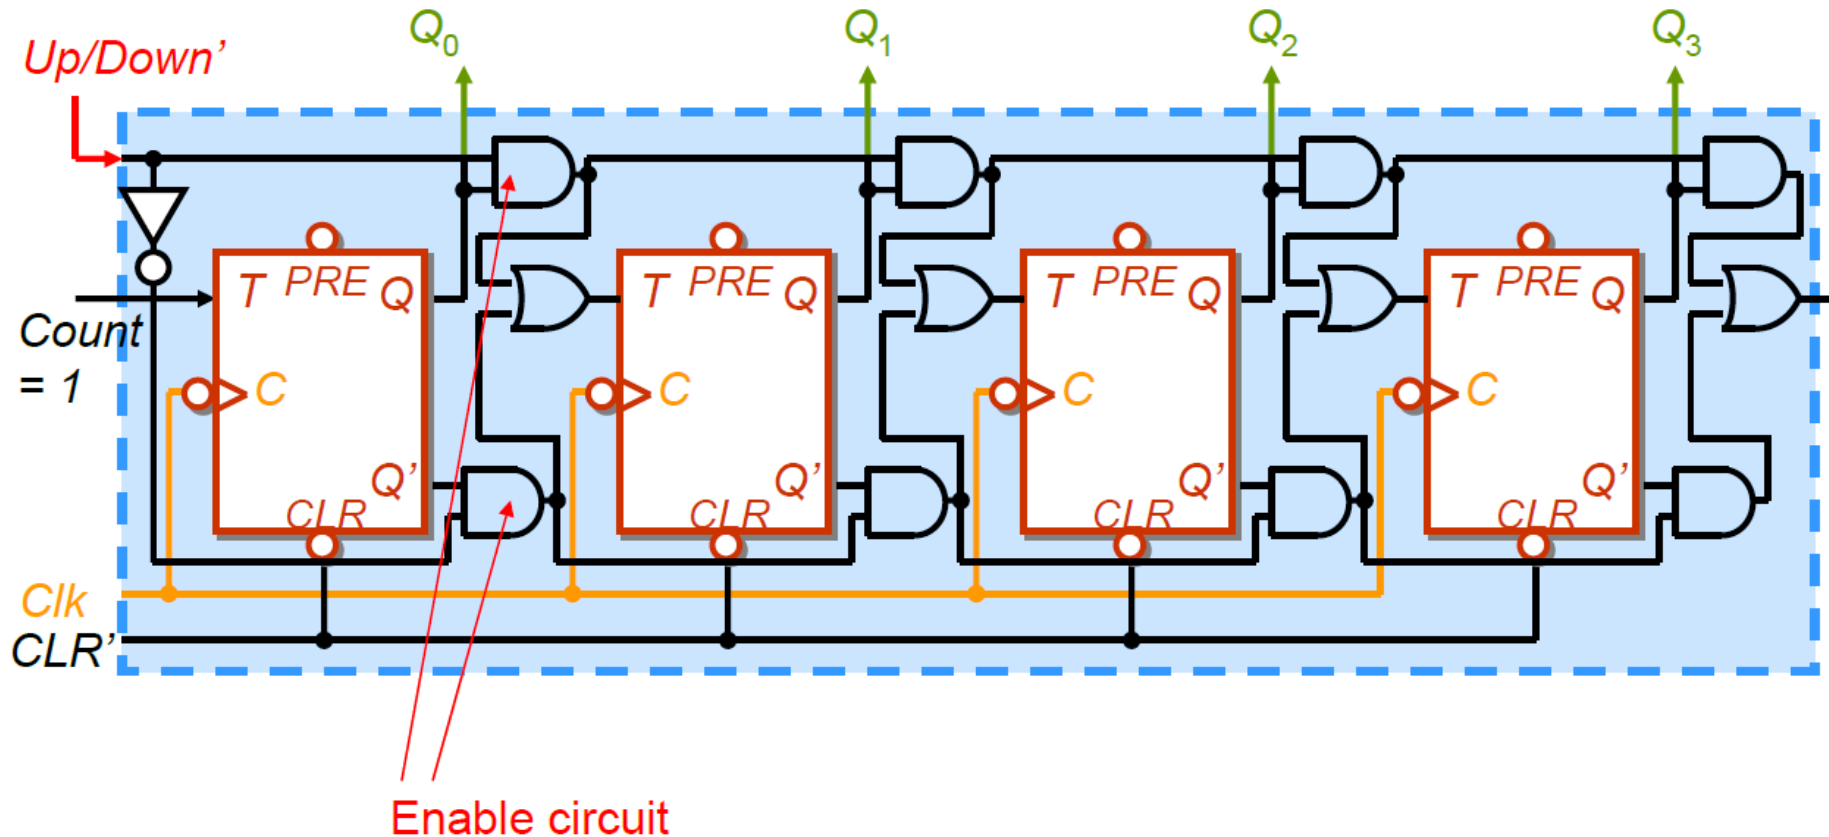 Up/Down’
Q0
Q1
Q2
Q3
T PRE Q
T PRE Q
T PRE Q
T PRE Q
Count
= 1
C
C
C
C
Q’
Q’
Q’
Q’
CLR
CLR
CLR
CLR
Clk
CLR’
Enable circuit